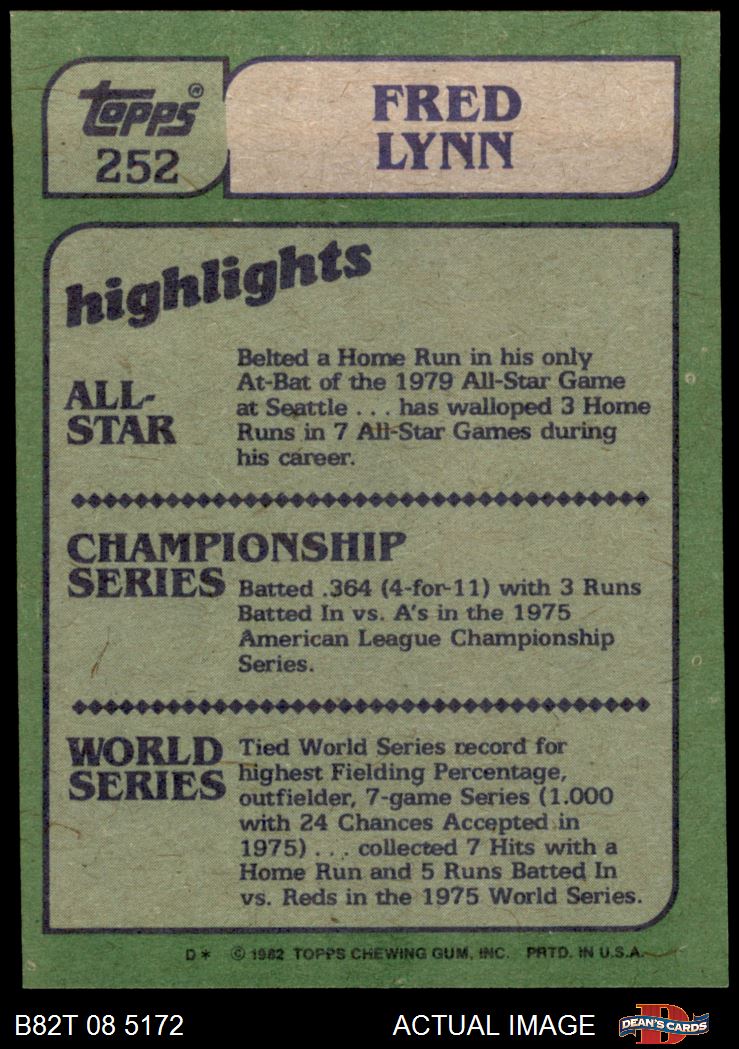 topps®
252
FRED
LYNN
highlights
ALL-
STAR
Belted a Home Run in his only
At-Bat of the 1979 All-Star Game
at Seattle . . . has walloped 3 Home
Runs in 7 All-Star Games during
his career.
CHAMPIONSHIP
SERIES
Batted .364 (4-for-11) with 3 Runs
Batted In vs. A's in the 1975
American League Championship
Series.
WORLD
SERIES
Tied World Series record for
highest Fielding Percentage,
outfielder, 7-game Series (1.000
with 24 Chances Accepted in
1975) . . . collected 7 Hits with a
Home Run and 5 Runs Batted In
vs. Reds in the 1975 World Series.
D* © 1982 TOPPS CHEWING GUM, INC. PRTD. IN U.S.A.
B82T 08 5172
ACTUAL IMAGE
D
DEAN'S CARDS